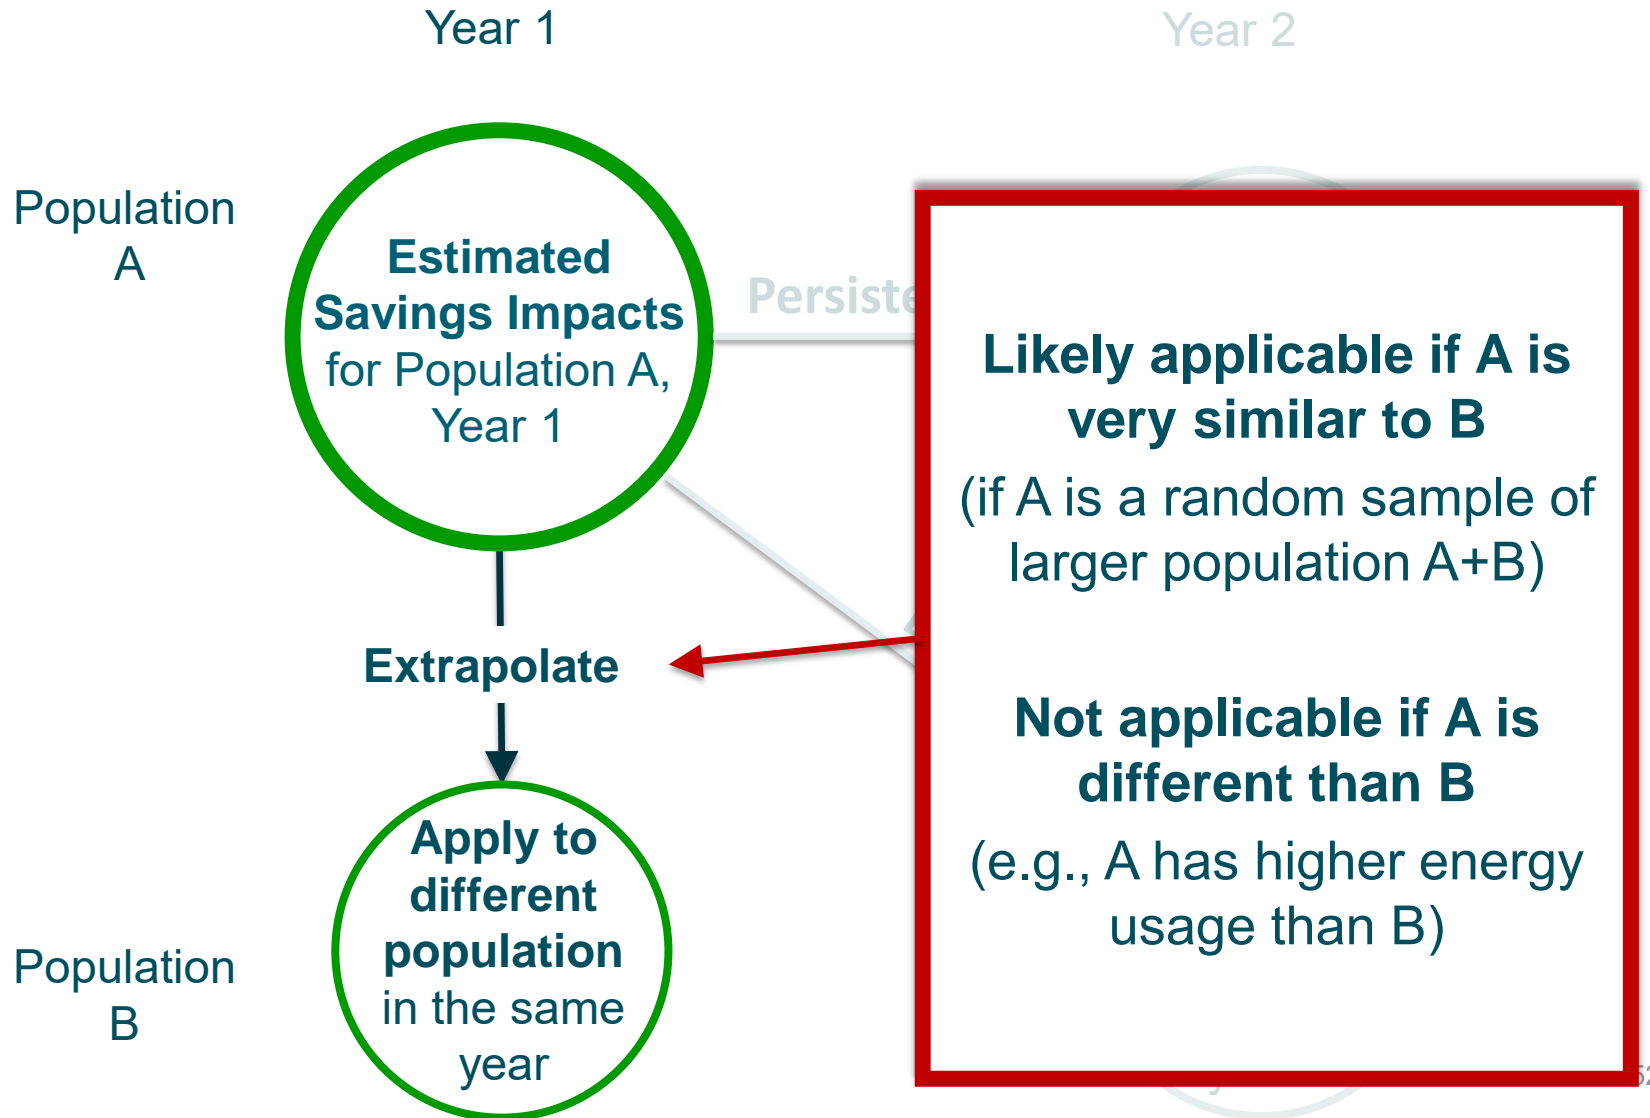 Year 1
Year 2
Population
A
Estimated
Savings Impacts
for Population A,
Year 1
Persiste
Likely applicable if A is
very similar to B
(if A is a random sample of
larger population A+B)
Extrapolate
Not applicable if A is
different than B
(e.g., A has higher energy
usage than B)
Population
B
Apply to
different
population
in the same
year
52